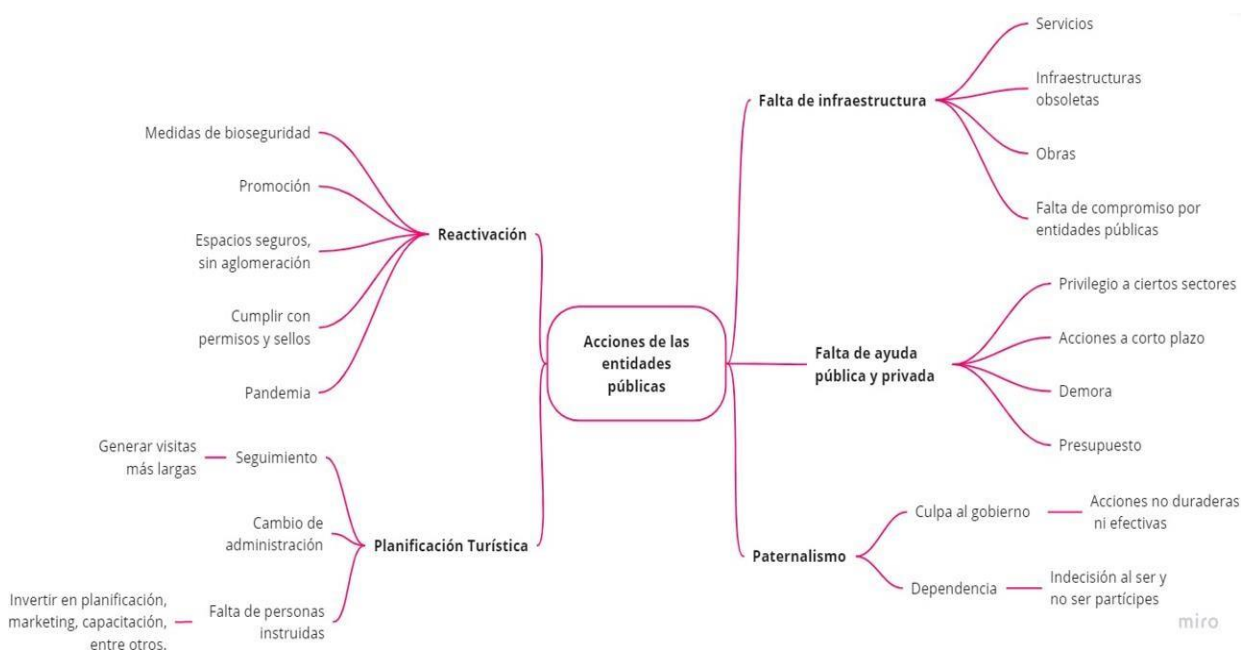 Acciones de las
entidades
públicas
Reactivación
Medidas de bioseguridad
Promoción
Espacios seguros,
sin aglomeración
Cumplir con
permisos y sellos
Pandemia
Planificación Turística
Seguimiento
Generar visitas
más largas
Cambio de
administración
Falta de personas
instruidas
Invertir en planificación,
marketing, capacitación,
entre otros.
Falta de infraestructura
Servicios
Infraestructuras
obsoletas
Obras
Falta de compromiso por
entidades públicas
Falta de ayuda
pública y privada
Privilegio a ciertos sectores
Acciones a corto plazo
Demora
Presupuesto
Paternalismo
Culpa al gobierno
Acciones no duraderas
ni efectivas
Dependencia
Indecisión al ser y
no ser partícipes
miro